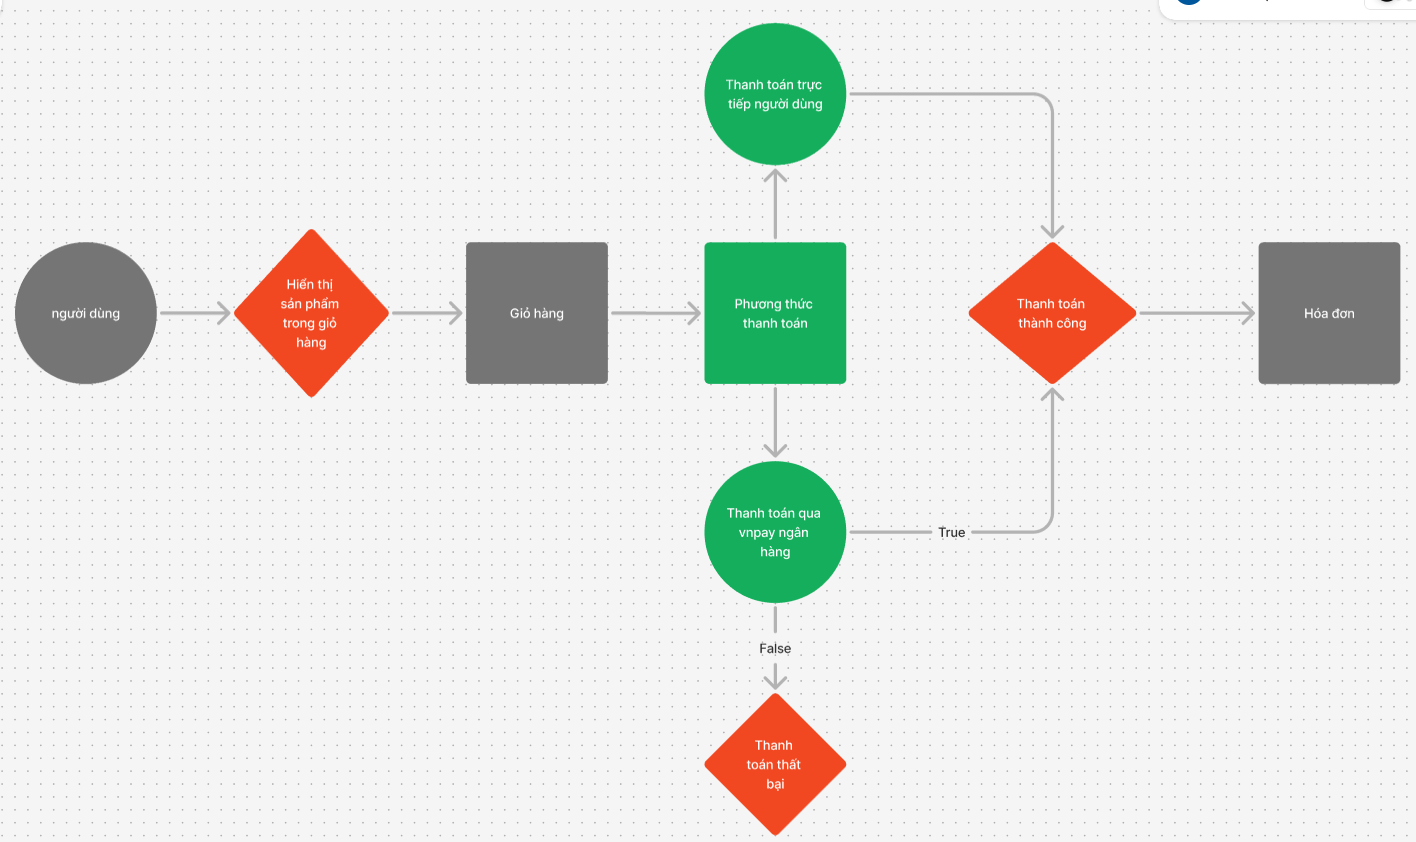 Thanh toán trực
tiếp người dùng
người dùng
Hiển thị
sản phẩm
trong giỏ
hàng
Giỏ hàng
Phương thức
thanh toán
Thanh toán
thành công
Hóa đơn
Thanh toán qua
vnpay ngân
hàng
True
False
Thanh
toán thất
bại